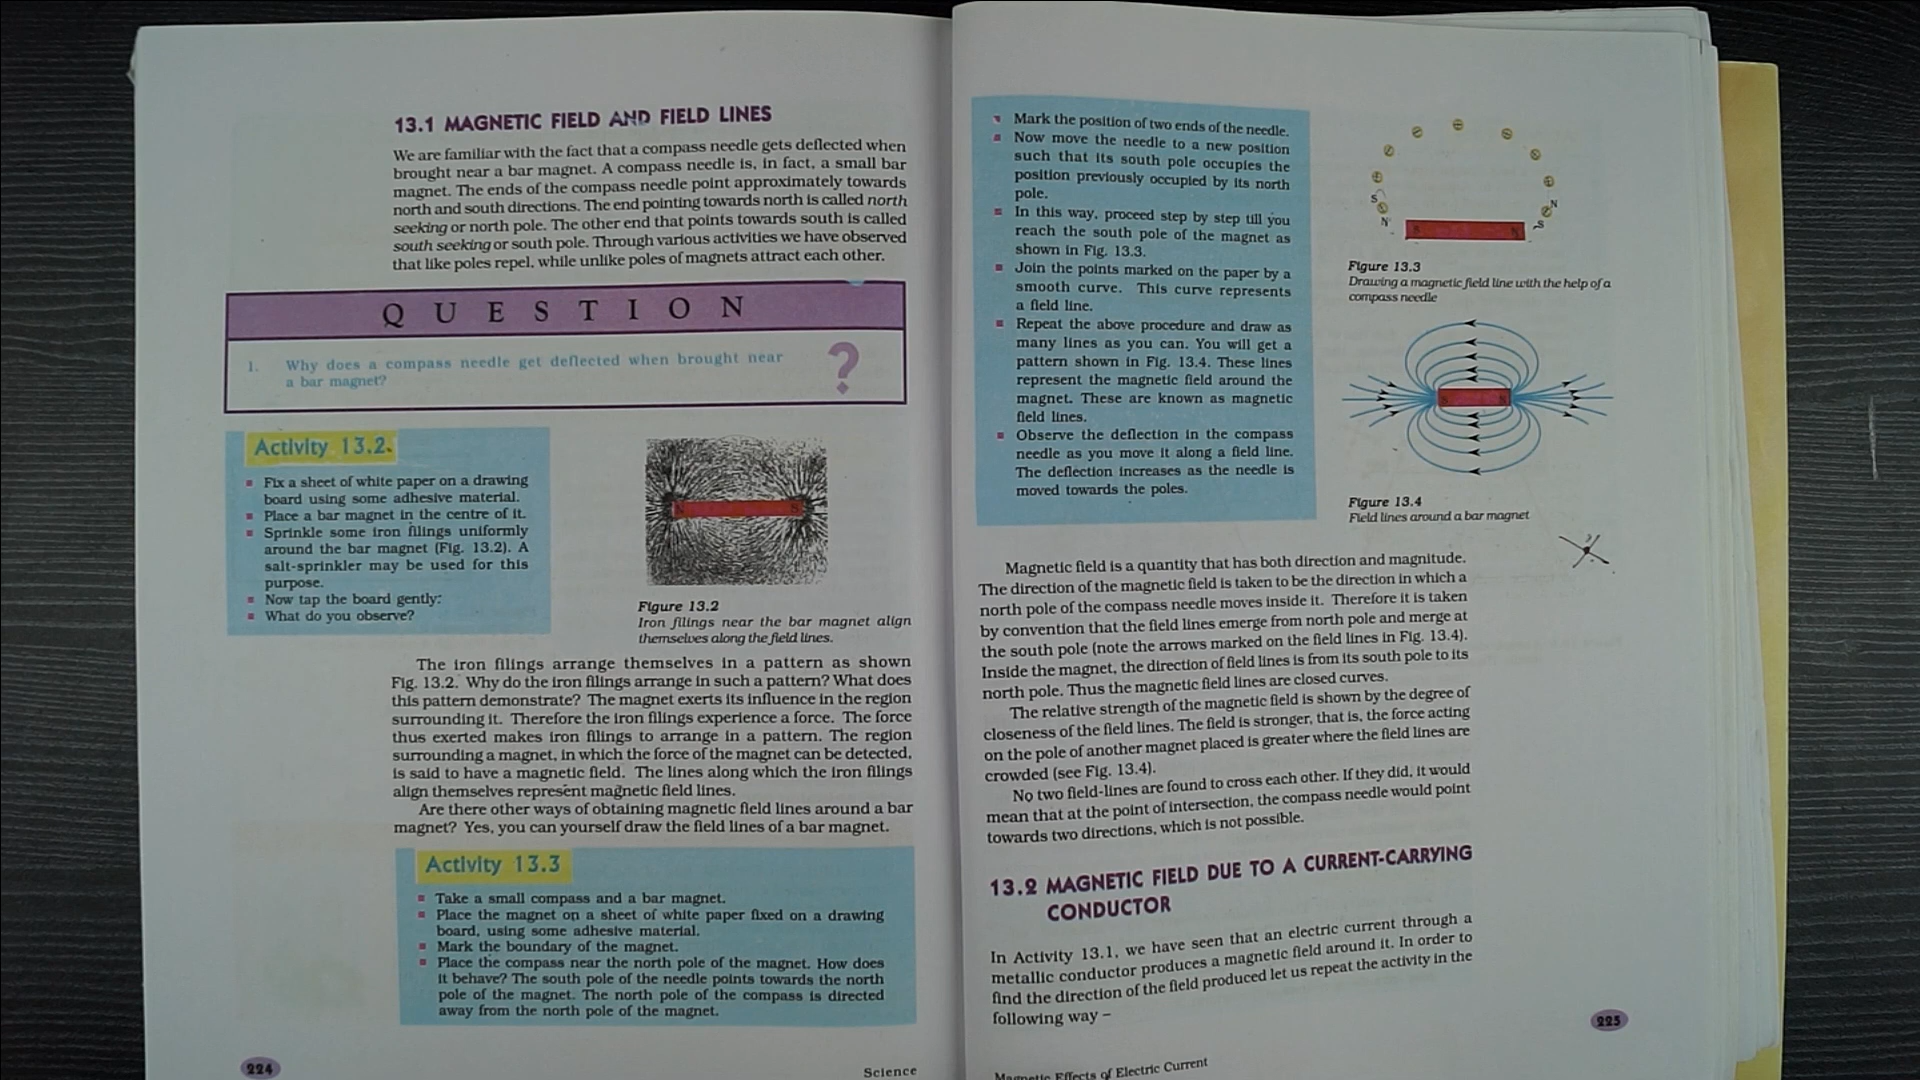 13.1 MAGNETIC FIELD AND FIELD LINES
We are familiar with the fact that a compass needle gets deflected when
brought near a bar magnet. A compass needle is, in fact, a small bar
magnet. The ends of the compass needle point approximately towards
north and south directions. The end pointing towards north is called north
seeking or north pole. The other end that points towards south is called
south seeking or south pole. Through various activities we have observed
that like poles repel, while unlike poles of magnets attract each other.
QUESTION
1. Why does a compass needle get deflected when brought near
a bar magnet?
?
Activity 13.2
Fix a sheet of white paper on a drawing
board using some adhesive material.
Place a bar magnet in the centre of it.
Sprinkle some iron filings uniformly
around the bar magnet (Fig. 13.2). A
salt-sprinkler may be used for this
purpose.
Now tap the board gently.
What do you observe?
N S
Figure 13.2
Iron filings near the bar magnet align
themselves along the field lines.
The iron filings arrange themselves in a pattern as shown
Fig. 13.2. Why do the iron filings arrange in such a pattern? What does
this pattern demonstrate? The magnet exerts its influence in the region
surrounding it. Therefore the iron filings experience a force. The force
thus exerted makes iron filings to arrange in a pattern. The region
surrounding a magnet, in which the force of the magnet can be detected,
is said to have a magnetic field. The lines along which the iron filings
align themselves represent magnetic field lines.
Are there other ways of obtaining magnetic field lines around a bar
magnet? Yes, you can yourself draw the field lines of a bar magnet.
Activity 13.3
Take a small compass and a bar magnet.
Place the magnet on a sheet of white paper fixed on a drawing
board, using some adhesive material.
Mark the boundary of the magnet.
Place the compass near the north pole of the magnet. How does
it behave? The south pole of the needle points towards the north
pole of the magnet. The north pole of the compass is directed
away from the north pole of the magnet.
224
Science
Mark the position of two ends of the needle.
Now move the needle to a new position
such that its south pole occupies the
position previously occupied by its north
pole.
In this way, proceed step by step till you
reach the south pole of the magnet as
shown in Fig. 13.3.
Join the points marked on the paper by a
smooth curve. This curve represents
a field line.
Repeat the above procedure and draw as
many lines as you can. You will get a
pattern shown in Fig. 13.4. These lines
represent the magnetic field around the
magnet. These are known as magnetic
field lines.
Observe the deflection in the compass
needle as you move it along a field line.
The deflection increases as the needle is
moved towards the poles.
S N
N S
S N
Figure 13.3
Drawing a magnetic field line with the help of a
compass needle
S N
Figure 13.4
Field lines around a bar magnet
Magnetic field is a quantity that has both direction and magnitude.
The direction of the magnetic field is taken to be the direction in which a
north pole of the compass needle moves inside it. Therefore it is taken
by convention that the field lines emerge from north pole and merge at
the south pole (note the arrows marked on the field lines in Fig. 13.4).
Inside the magnet, the direction of field lines is from its south pole to its
north pole. Thus the magnetic field lines are closed curves.
The relative strength of the magnetic field is shown by the degree of
closeness of the field lines. The field is stronger, that is, the force acting
on the pole of another magnet placed is greater where the field lines are
crowded (see Fig. 13.4).
No two field-lines are found to cross each other. If they did, it would
mean that at the point of intersection, the compass needle would point
towards two directions, which is not possible.
13.2 MAGNETIC FIELD DUE TO A CURRENT-CARRYING
CONDUCTOR
In Activity 13.1, we have seen that an electric current through a
metallic conductor produces a magnetic field around it. In order to
find the direction of the field produced let us repeat the activity in the
following way –
Magnetic Effects of Electric Current
225